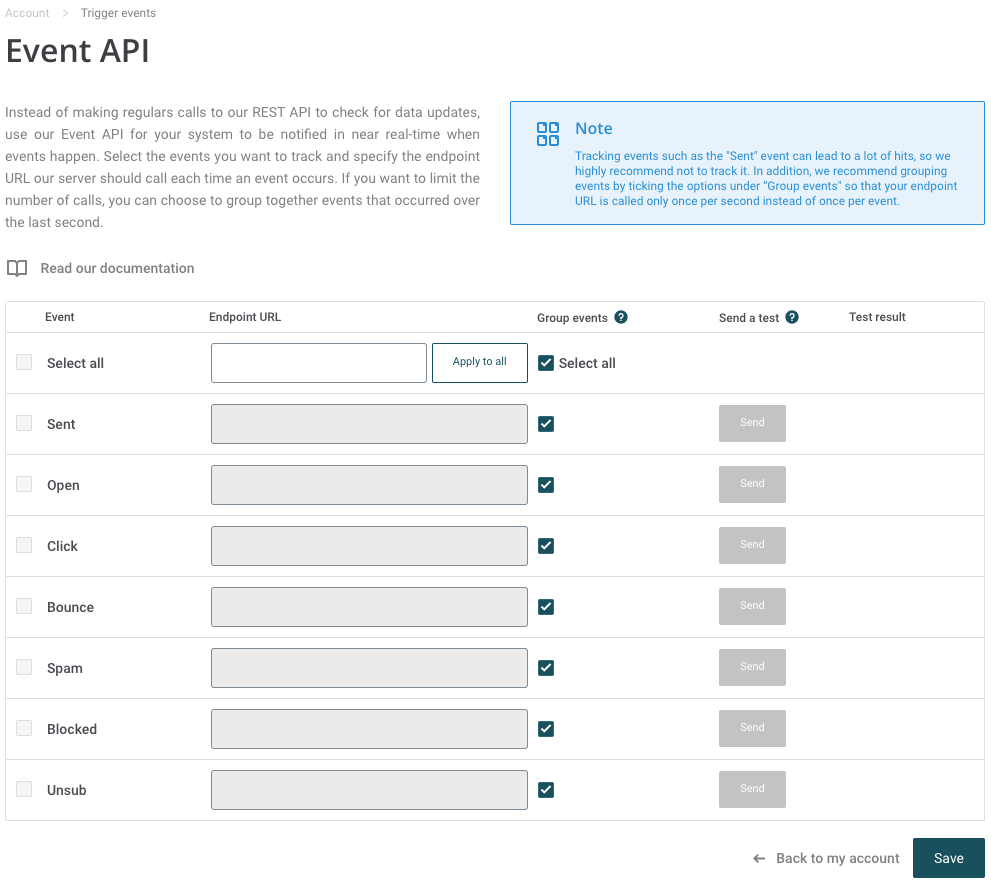 Account > Trigger events
Event API
Instead of making regulars calls to our REST API to check for data updates,
use our Event API for your system to be notified in near real-time when
events happen. Select the events you want to track and specify the endpoint
URL our server should call each time an event occurs. If you want to limit the
number of calls, you can choose to group together events that occurred over
the last second.
Note
Tracking events such as the "Sent" event can lead to a lot of hits, so we
highly recommend not to track it. In addition, we recommend grouping
events by ticking the options under "Group events" so that your endpoint
URL is called only once per second instead of once per event.
Read our documentation
Event Endpoint URL Group events ? Send a test ? Test result
Select all Apply to all Select all
Sent Send
Open Send
Click Send
Bounce Send
Spam Send
Blocked Send
Unsub Send
← Back to my account Save